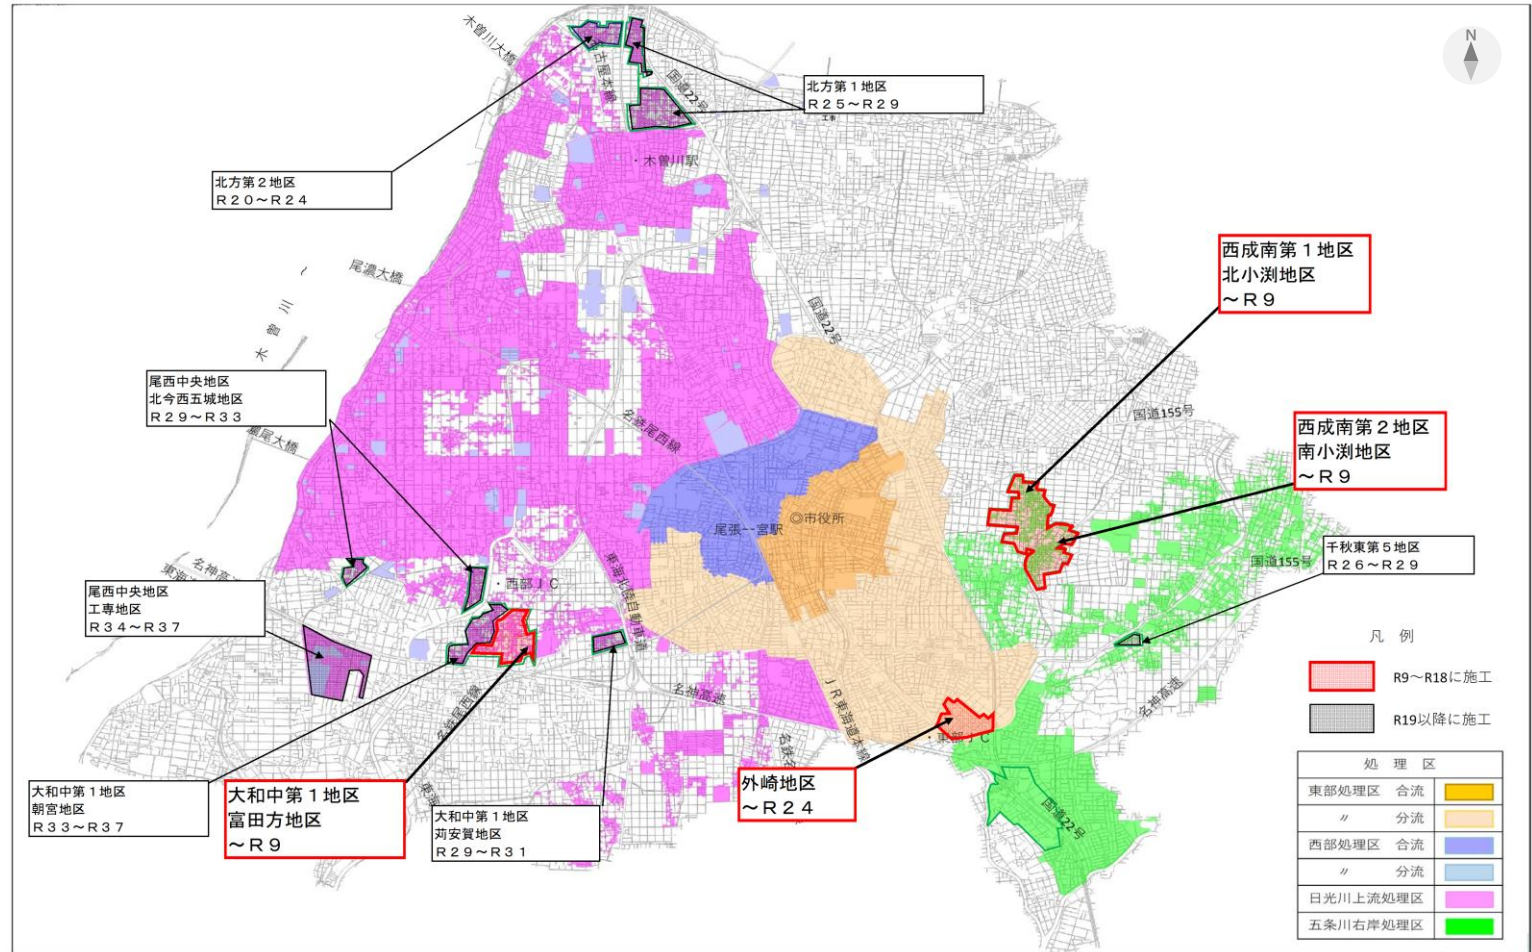 N
木曽川大橋
国道22号
北方第１地区
Ｒ２５～Ｒ２９
・木曽川駅
北方第２地区
Ｒ２０～Ｒ２４
西成南第１地区
北小渕地区
～Ｒ９
尾濃大橋
木曽川
国道22号
尾西中央地区
北今西五城地区
Ｒ２９～Ｒ３３
濃尾大橋
名鉄尾西線
国道155号
西成南第２地区
南小渕地区
～Ｒ９
◎市役所
尾張一宮駅
千秋東第５地区
Ｒ２６～Ｒ２９
国道155号
・西部ＪＣ
東海北陸自動車道
尾西中央地区
工専地区
Ｒ３４～Ｒ３７
凡 例
R9～R18に施工
R19以降に施工
名神高速
名神高速
名鉄尾西線
ＪＲ東海道本線
処 理 区
東部処理区 合流
〃 分流
西部処理区 合流
〃 分流
日光川上流処理区
五条川右岸処理区
大和中第１地区
朝宮地区
Ｒ３３～Ｒ３７
大和中第１地区
富田方地区
～Ｒ９
大和中第１地区
苅安賀地区
Ｒ２９～Ｒ３１
外崎地区
～Ｒ２４
国道22号